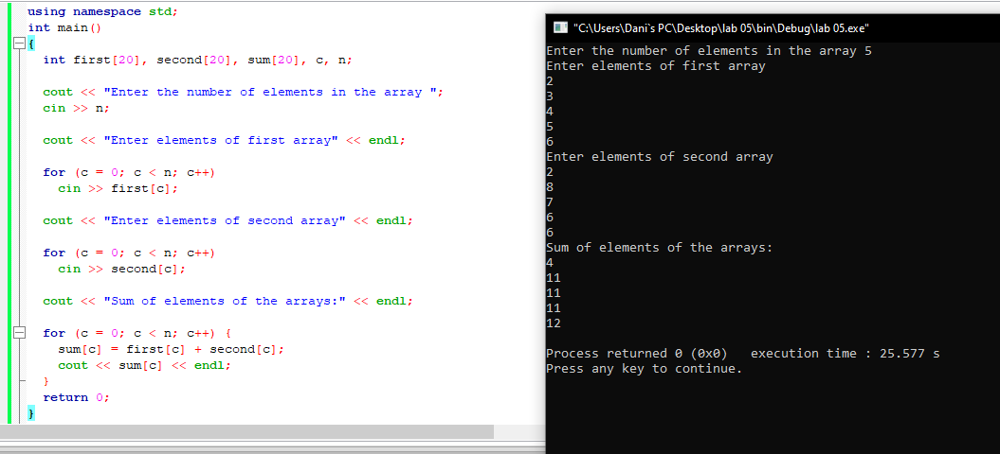 using namespace std;
int main()
{
int first[20], second[20], sum[20], c, n;
cout << "Enter the number of elements in the array ";
cin >> n;
cout << "Enter elements of first array" << endl;
for (c = 0; c < n; c++)
cin >> first[c];
cout << "Enter elements of second array" << endl;
for (c = 0; c < n; c++)
cin >> second[c];
cout << "Sum of elements of the arrays:" << endl;
for (c = 0; c < n; c++) {
sum[c] = first[c] + second[c];
cout << sum[c] << endl;
}
return 0;
}
"C:\Users\Dani`s PC\Desktop\lab 05\bin\Debug\lab 05.exe"
Enter the number of elements in the array 5
Enter elements of first array
2
3
4
5
6
Enter elements of second array
2
8
7
6
6
Sum of elements of the arrays:
4
11
11
11
12
Process returned 0 (0x0)   execution time : 25.577 s
Press any key to continue.